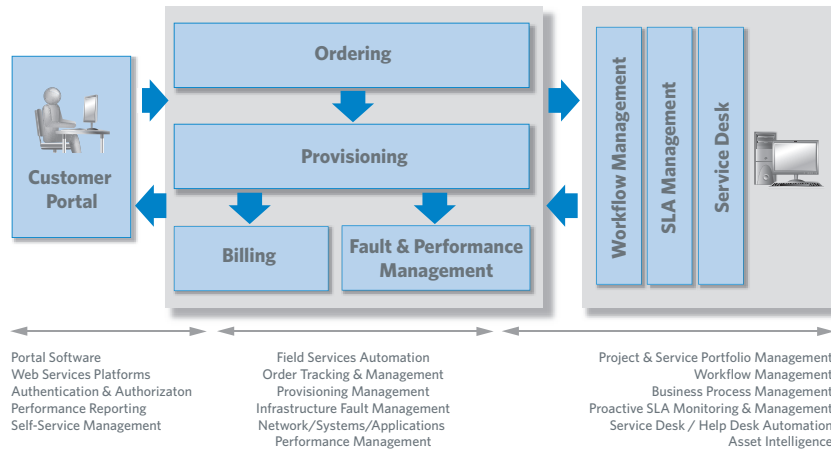 Customer
Portal
Ordering
Provisioning
Billing
Fault & Performance
Management
Workflow Management
SLA Management
Service Desk
Portal Software
Web Services Platforms
Authentication & Authorizaton
Performance Reporting
Self-Service Management
Field Services Automation
Order Tracking & Management
Provisioning Management
Infrastructure Fault Management
Network/Systems/Applications
Performance Management
Project & Service Portfolio Management
Workflow Management
Business Process Management
Proactive SLA Monitoring & Management
Service Desk / Help Desk Automation
Asset Intelligence